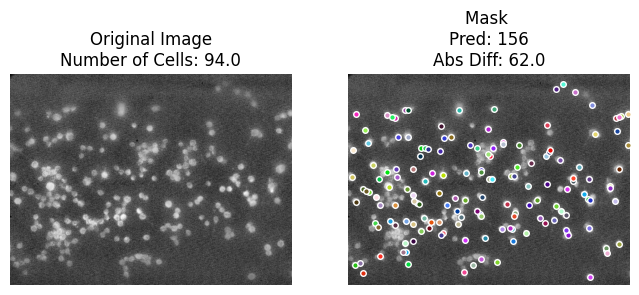 Original Image
Number of Cells: 94.0
Mask
Pred: 156
Abs Diff: 62.0